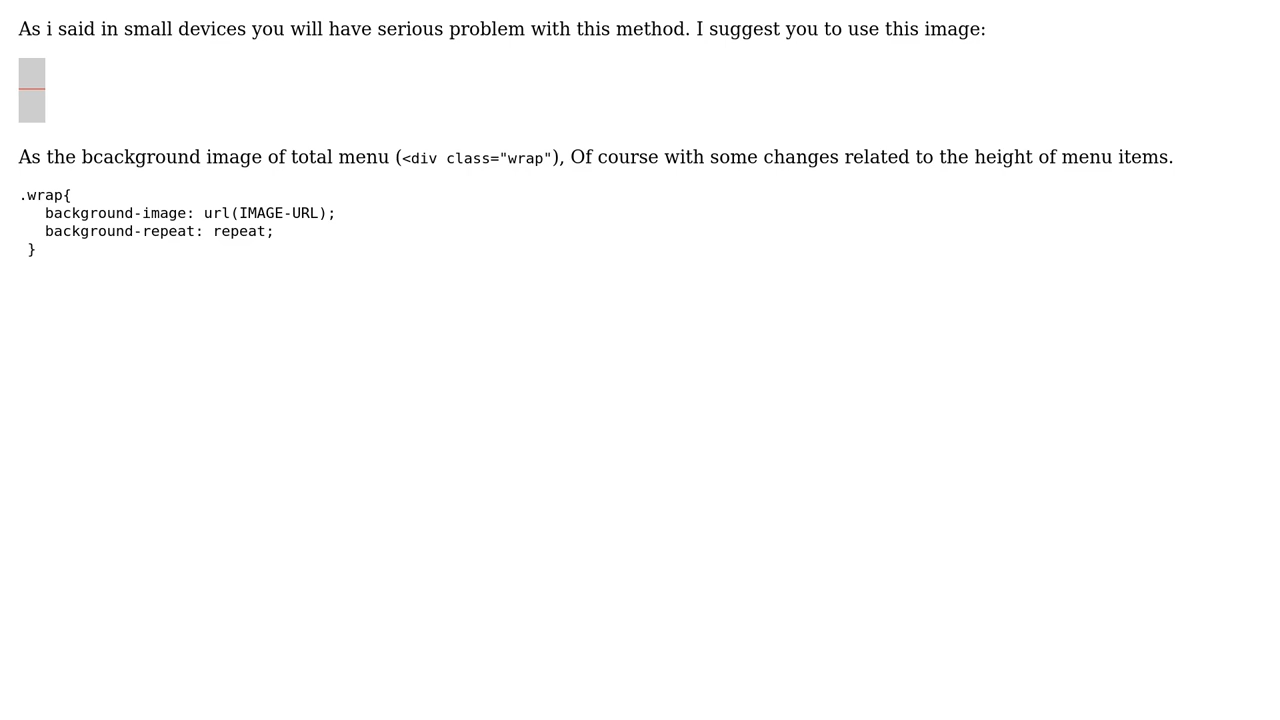 As i said in small devices you will have serious problem with this method. I suggest you to use this image:
As the bcackground image of total menu (<div class="wrap"), Of course with some changes related to the height of menu items.
.wrap{
   background-image: url(IMAGE-URL);
   background-repeat: repeat;
 }